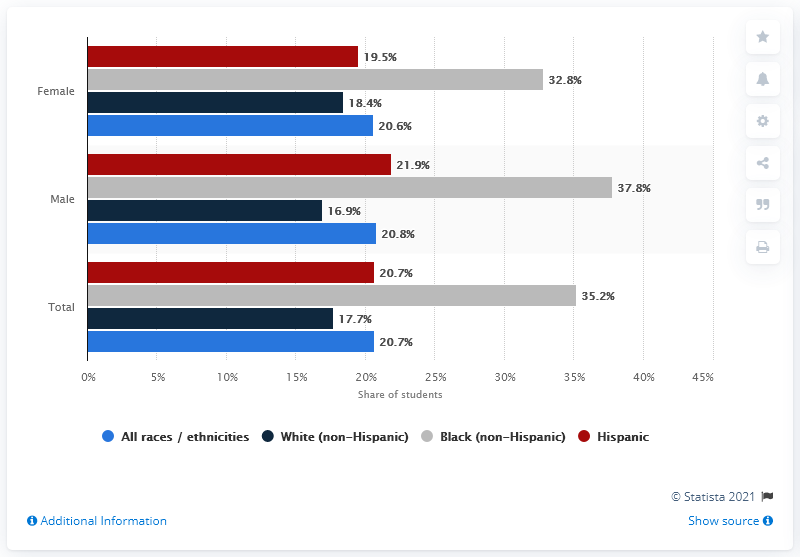 19.5%
Female 32.8%
18.4%
20.6%
21.9%
Male 37.8%
16.9%
20.8%
20.7%
Total 35.2%
17.7%
20.7%
0% 5% 10% 15% 20% 25% 30% 35% 40% 45%
Share of students
All races / ethnicities White (non-Hispanic) Black (non-Hispanic) Hispanic
© Statista 2021
Additional Information Show source